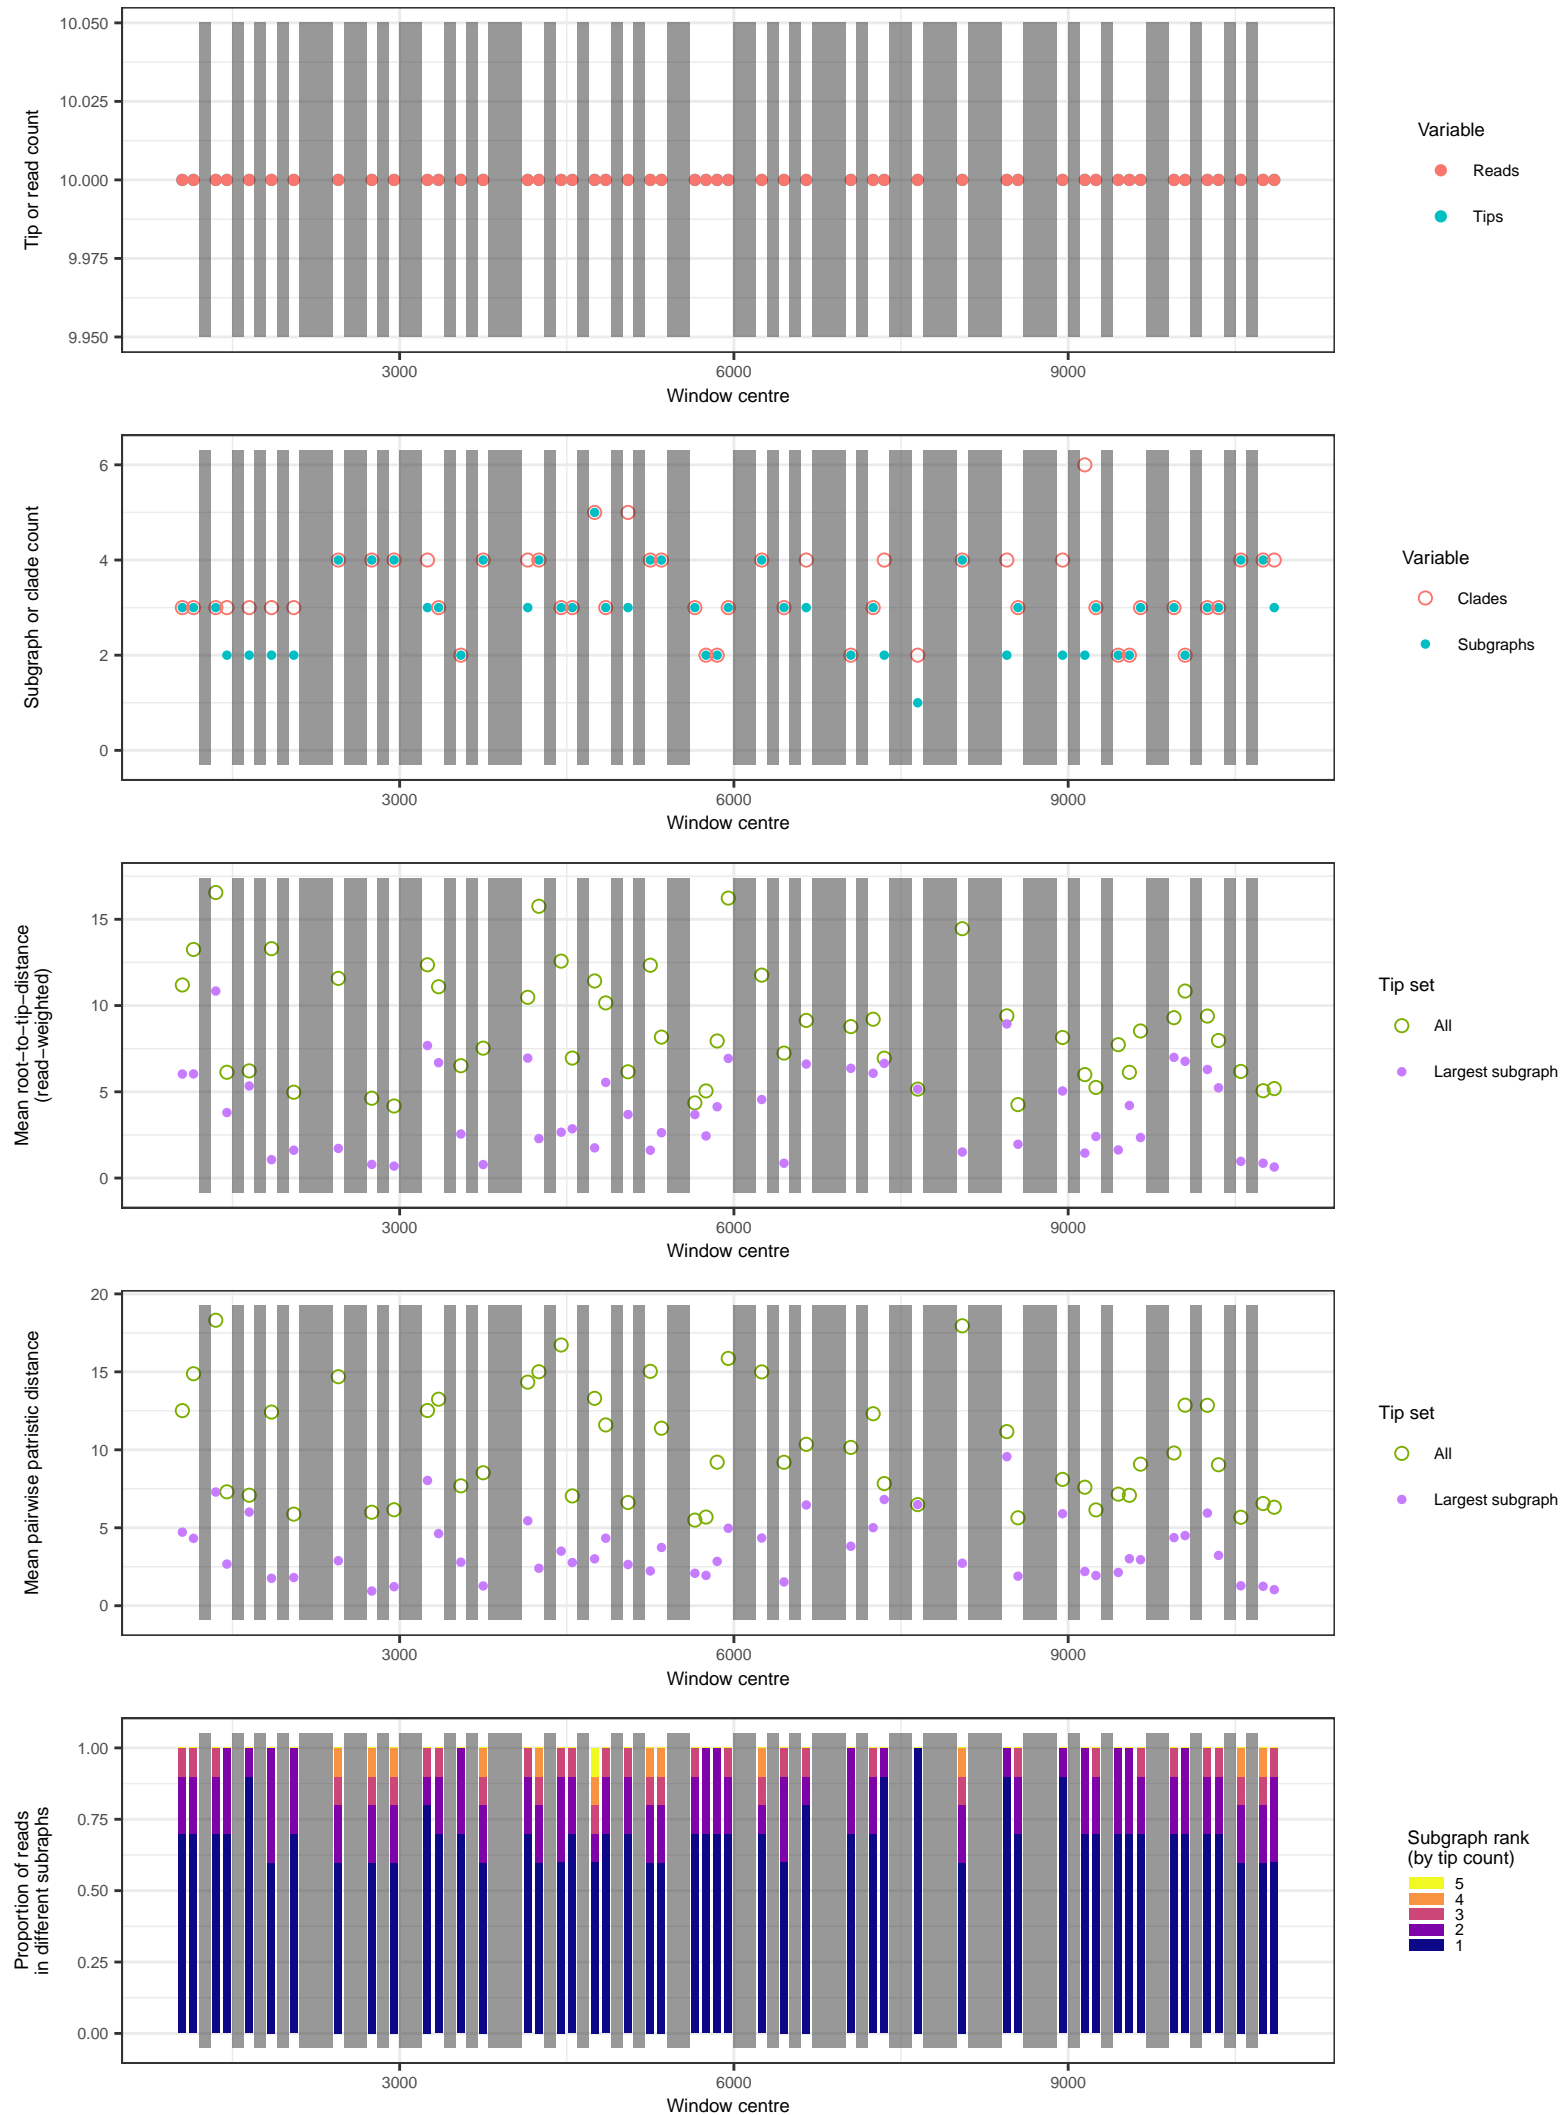 10.050
10.025
10.000
9.975
9.950
Tip or read count
3000
6000
9000
Window centre
Variable
Reads
Tips
6
4
2
0
Subgraph or clade count
3000
6000
9000
Window centre
Variable
Clades
Subgraphs
15
10
5
0
Mean root−to−tip−distance
(read−weighted)
3000
6000
9000
Window centre
Tip set
All
Largest subgraph
20
15
10
5
0
Mean pairwise patristic distance
3000
6000
9000
Window centre
Tip set
All
Largest subgraph
1.00
0.75
0.50
0.25
0.00
Proportion of reads
in different subraphs
3000
6000
9000
Window centre
Subgraph rank
(by tip count)
5
4
3
2
1